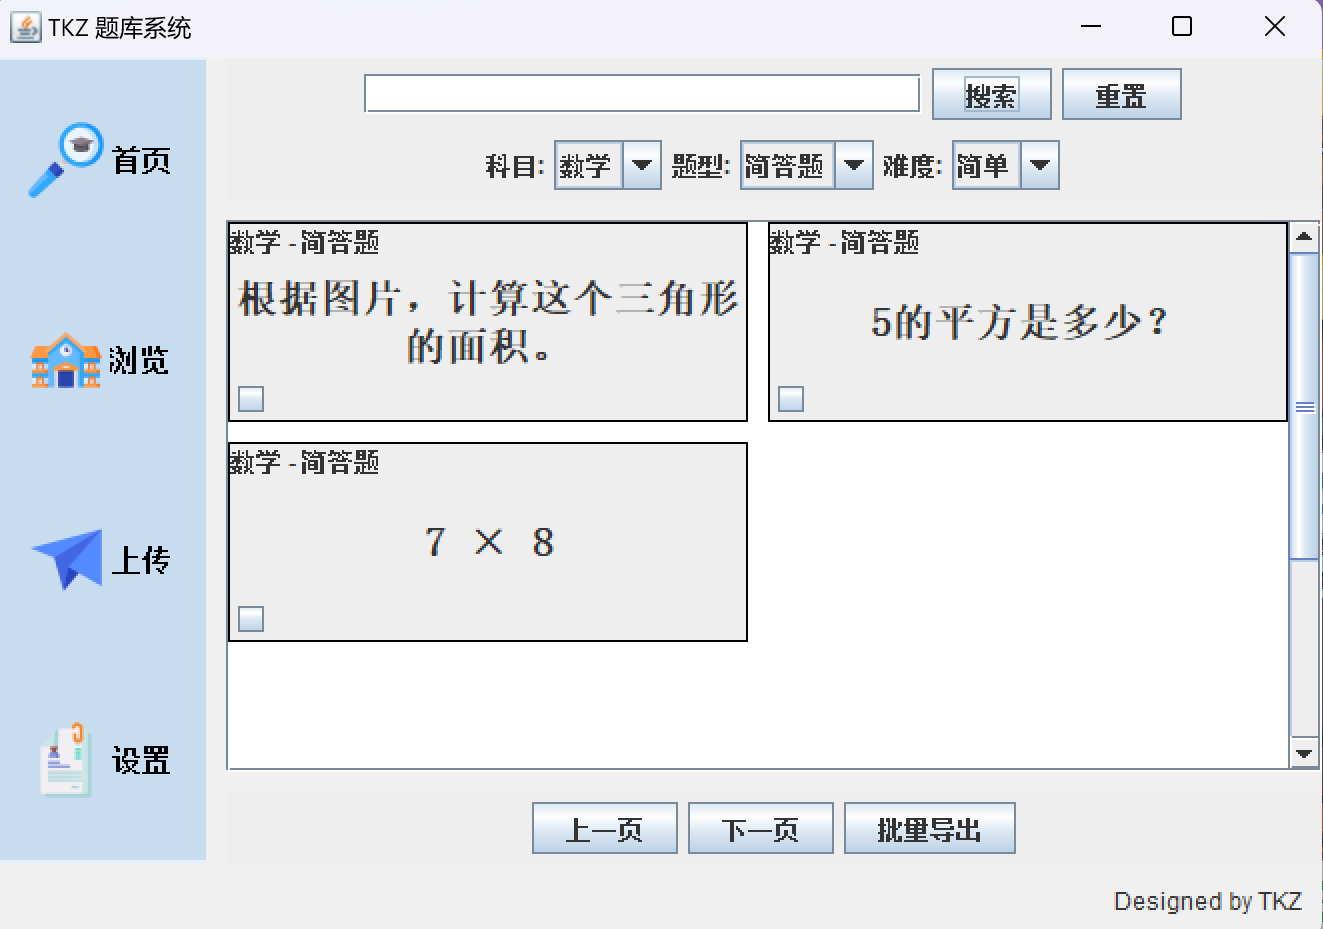 TKZ 题库系统
搜索
重置
首页
科目: 数学 题型: 简答题 难度: 简单
数学 -简答题
根据图片，计算这个三角形
的面积。
数学 -简答题
5的平方是多少？
浏览
数学 -简答题
7 × 8
上传
设置
上一页
下一页
批量导出
Designed by TKZ